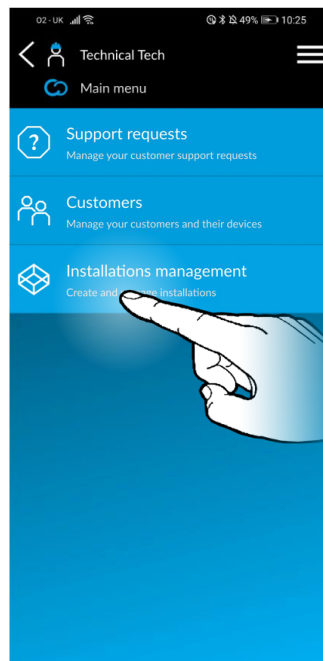 O2-UK 49% 10:25
Technical Tech
Main menu
?
Support requests
Manage your customer support requests
Customers
Manage your customers and their devices
Installations management
Create and installations